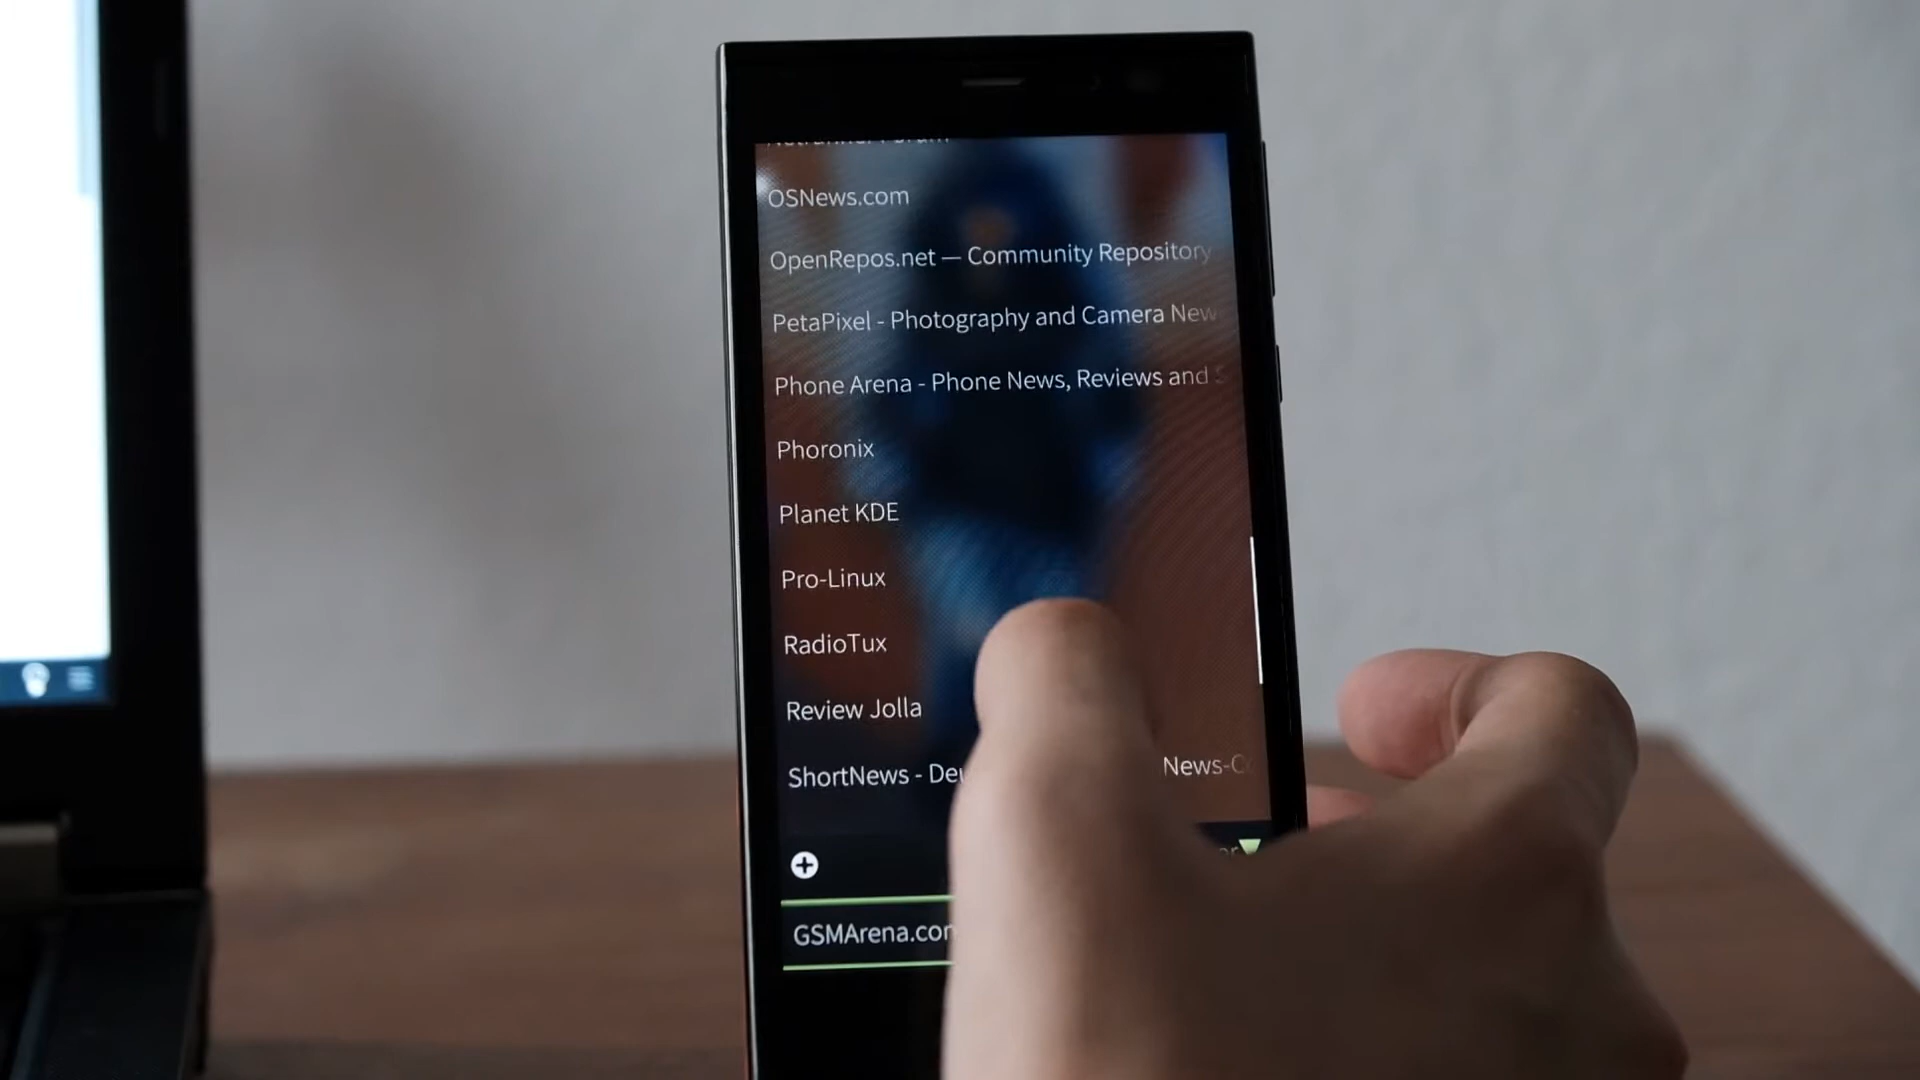 OSNews.com
OpenRepos.net — Community Repository
PetaPixel - Photography and Camera New
Phone Arena - Phone News, Reviews and S
Phoronix
Planet KDE
Pro-Linux
RadioTux
Review Jolla
ShortNews - Deu News-C
GSMArena.com